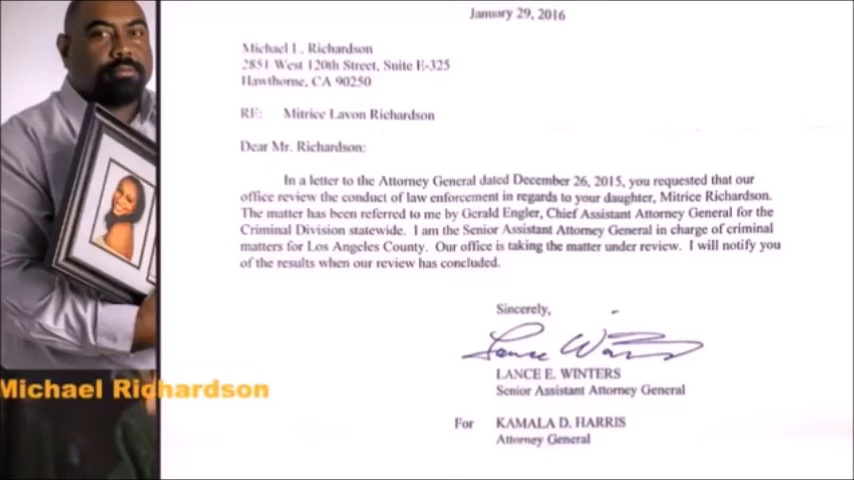 January 29, 2016
Michael L. Richardson
2851 West 120th Street, Suite E-325
Hawthorne, CA 90250
RE: Mitrice Lavon Richardson
Dear Mr. Richardson:
In a letter to the Attorney General dated December 26, 2015, you requested that our
office review the conduct of law enforcement in regards to your daughter, Mitrice Richardson.
The matter has been referred to me by Gerald Engler, Chief Assistant Attorney General for the
Criminal Division statewide. I am the Senior Assistant Attorney General in charge of criminal
matters for Los Angeles County. Our office is taking the matter under review. I will notify you
of the results when our review has concluded.
Sincerely,
Lance Winters
LANCE E. WINTERS
Senior Assistant Attorney General
For KAMALA D. HARRIS
Attorney General
Michael Richardson